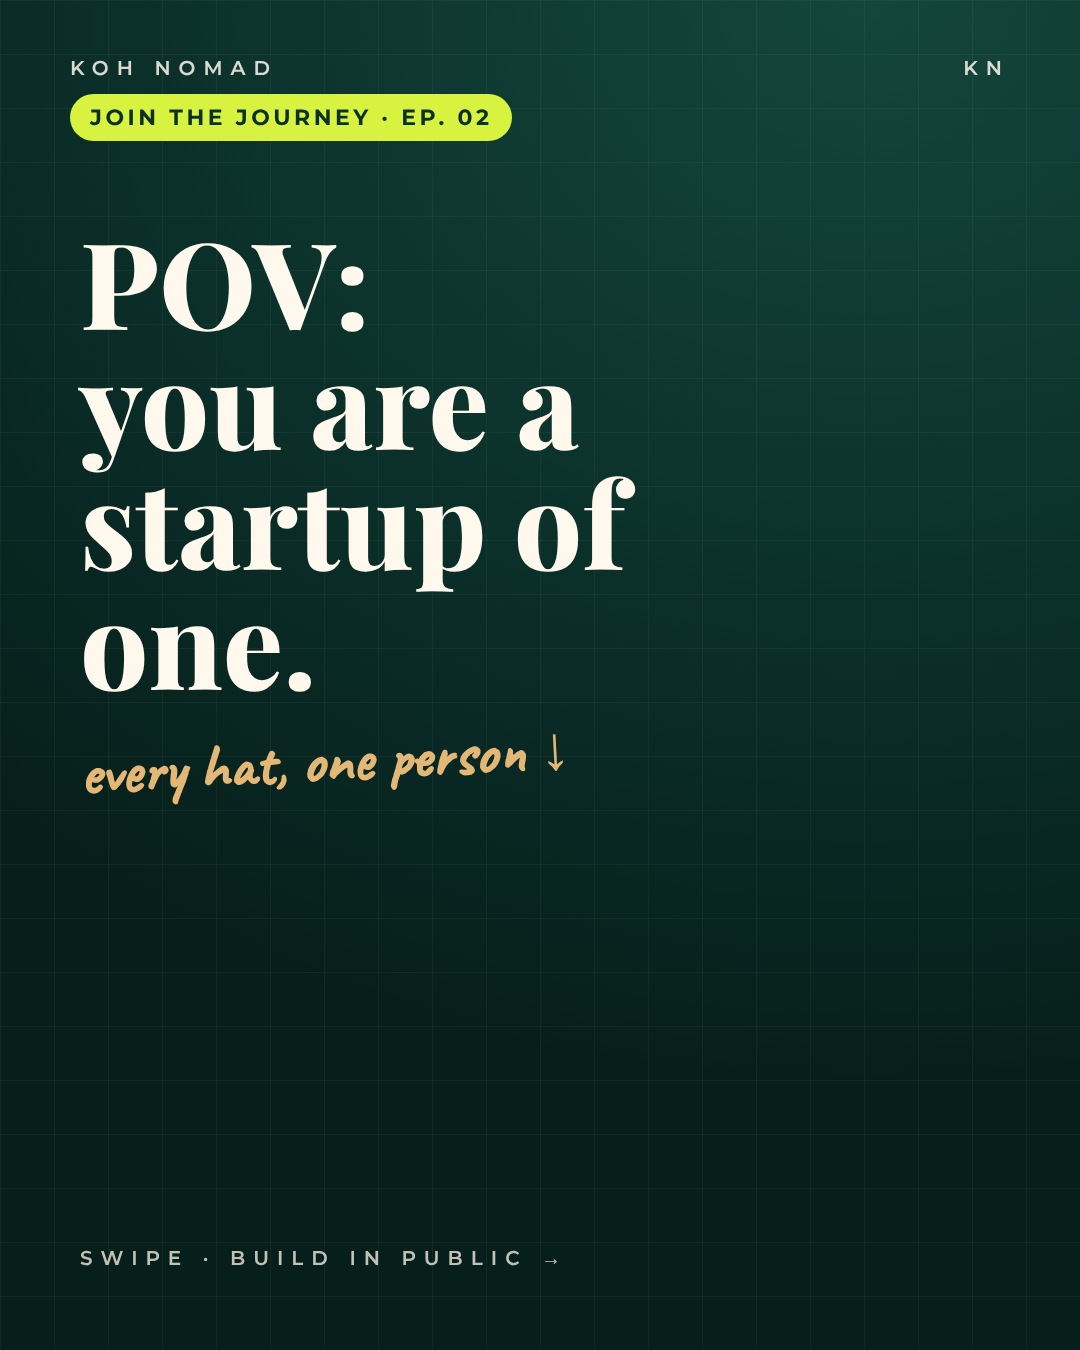 KOH NOMAD
KN
JOIN THE JOURNEY · EP. 02
POV:
you are a
startup of
one.
every hat, one person ↓
SWIPE · BUILD IN PUBLIC →